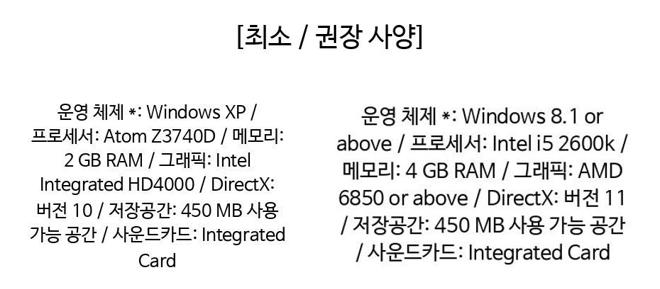 [최소 / 권장 사양]
운영 체제 *: Windows XP /
프로세서: Atom Z3740D / 메모리:
2 GB RAM / 그래픽: Intel
Integrated HD4000 / DirectX:
버전 10 / 저장공간: 450 MB 사용
가능 공간 / 사운드카드: Integrated
Card
운영 체제 *: Windows 8.1 or
above / 프로세서: Intel i5 2600k /
메모리: 4 GB RAM / 그래픽: AMD
6850 or above / DirectX: 버전 11
/ 저장공간: 450 MB 사용 가능 공간
/ 사운드카드: Integrated Card